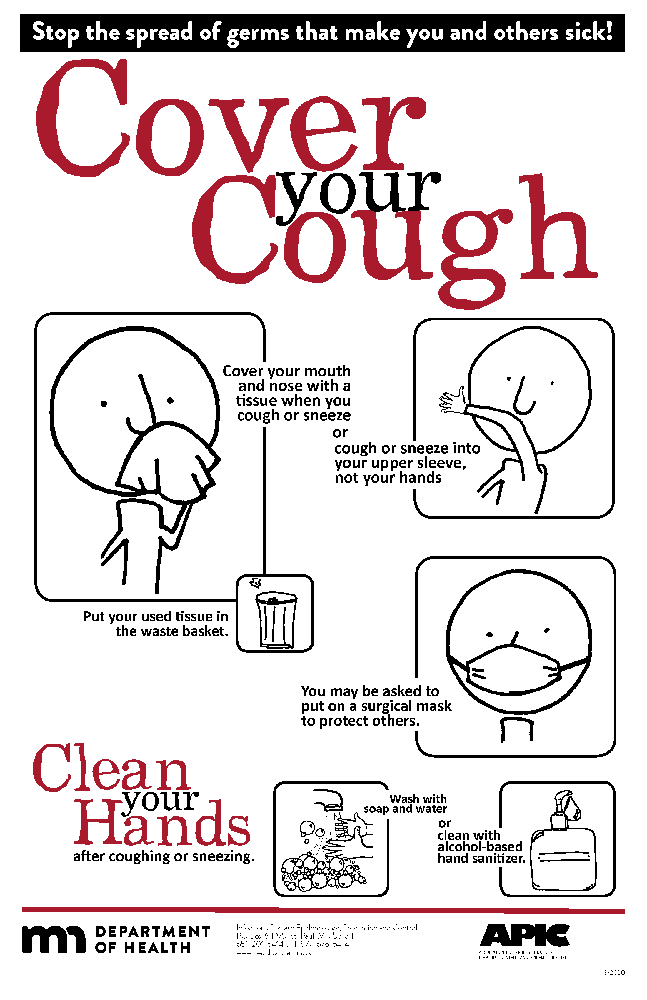 Stop the spread of germs that make you and others sick!
Cover
your
Cough
Cover your mouth
and nose with a
tissue when you
cough or sneeze
or
cough or sneeze into
your upper sleeve,
not your hands
Put your used tissue in
the waste basket.
You may be asked to
put on a surgical mask
to protect others.
Clean
your
Hands
after coughing or sneezing.
Wash with
soap and water
or
clean with
alcohol-based
hand sanitizer.
mn DEPARTMENT
OF HEALTH
Infectious Disease Epidemiology, Prevention and Control
PO Box 64975, St. Paul, MN 55164
651-201-5414 or 1-877-676-5414
www.health.state.mn.us
APIC
ASSOCIATION FOR PROFESSIONALS IN
INFECTION CONTROL AND EPIDEMIOLOGY, INC
3/2020